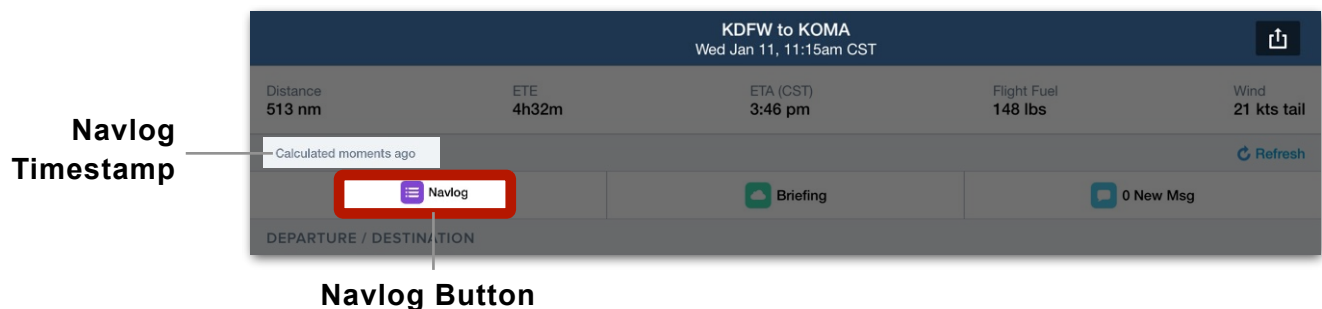 KDFW to KOMA
Wed Jan 11, 11:15am CST
Distance ETE ETA (CST) Flight Fuel Wind
513 nm 4h32m 3:46 pm 148 lbs 21 kts tail
Navlog
Timestamp
Calculated moments ago Refresh
Navlog Briefing 0 New Msg
DEPARTURE / DESTINATION
Navlog Button